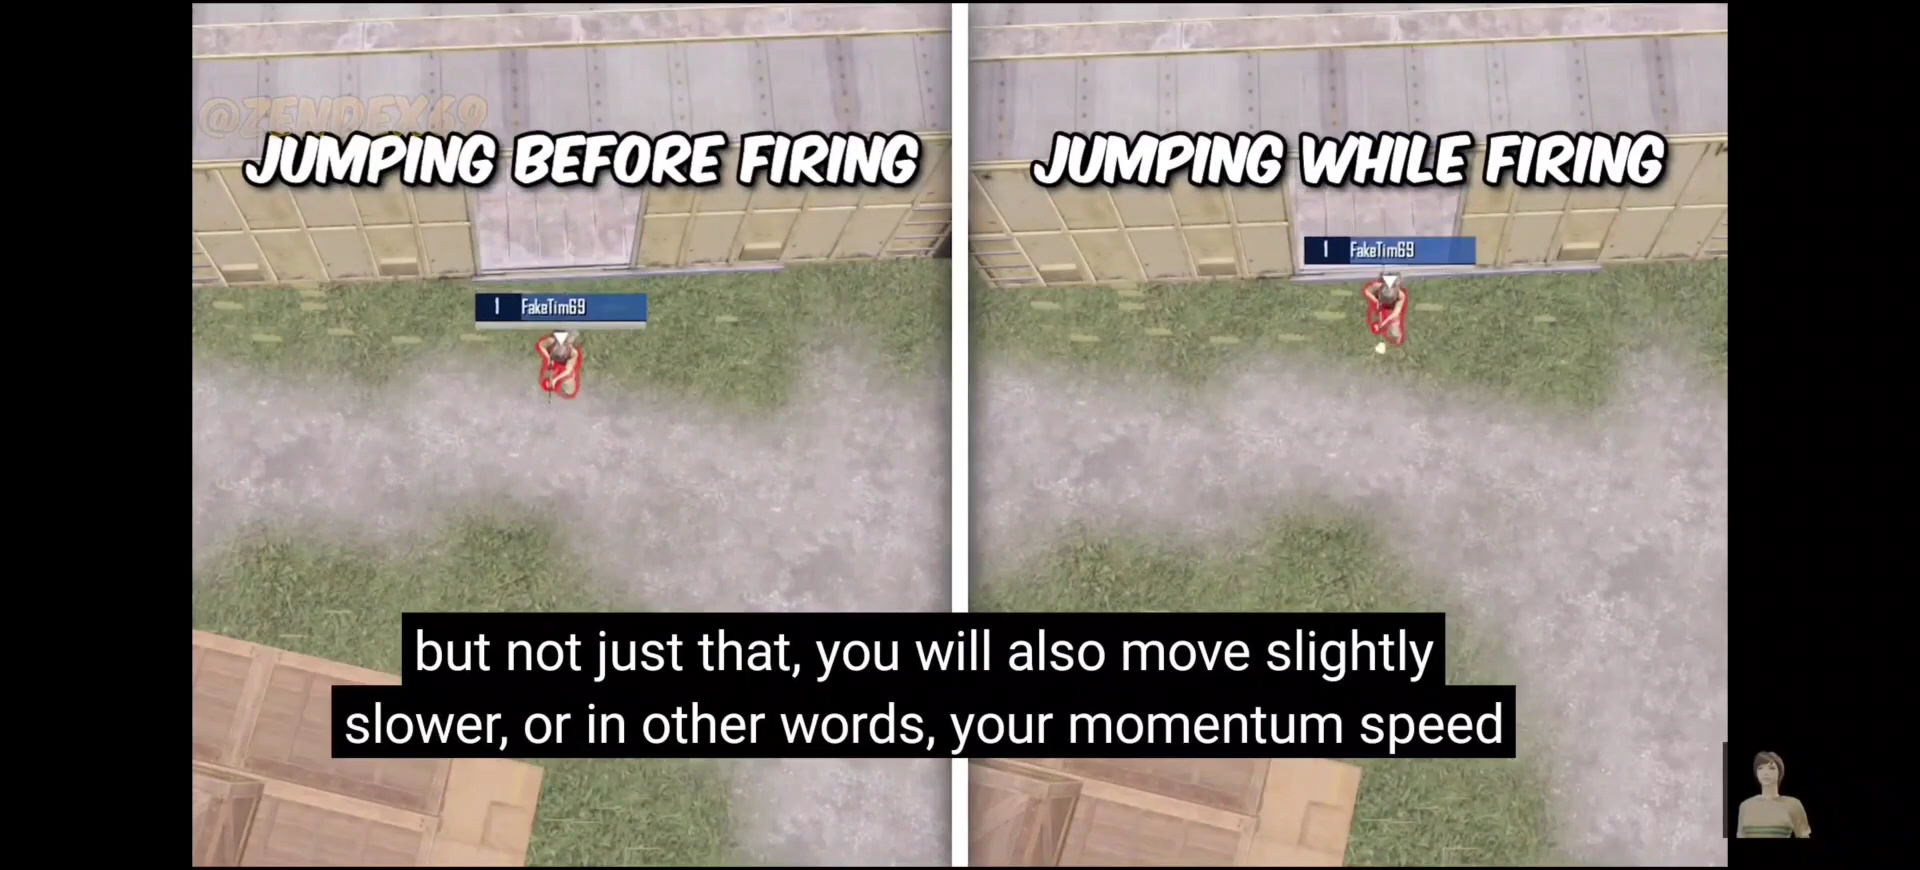 @ZENDEX69
JUMPING BEFORE FIRING
JUMPING WHILE FIRING
1 FakeTim69
1 FakeTim69
but not just that, you will also move slightly
slower, or in other words, your momentum speed